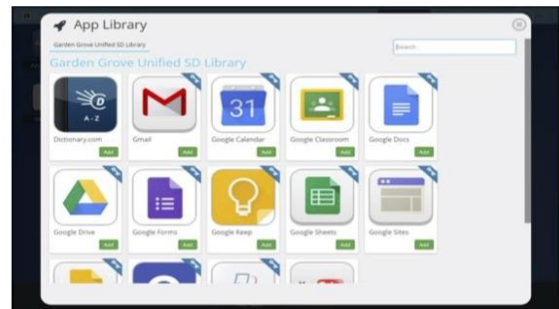 App Library
Garden Grove Unified SD Library
Search
Garden Grove Unified SD Library
A-Z
31
Dictionary.com
Gmail
Google Calendar
Google Classroom
Google Docs
Add
Add
Add
Add
Add
Google Drive
Google Forms
Google Keep
Google Sheets
Google Sites
Add
Add
Add
Add
Add